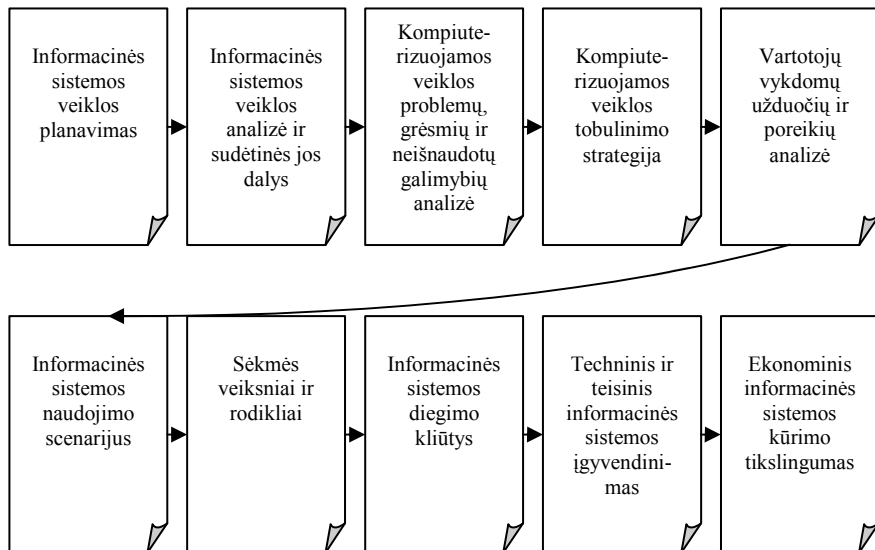 Informacinės
sistemos
veiklos
planavimas
Informacinės
sistemos
veiklos
analizė ir
sudėtinės jos
dalys
Kompiute-
rizuojamos
veiklos
problemų,
grėsmių ir
neišnaudotų
galimybių
analizė
Kompiute-
rizuojamos
veiklos
tobulinimo
strategija
Vartotojų
vykdomų
užduočių ir
poreikių
analizė
Informacinės
sistemos
naudojimo
scenarijus
Sėkmės
veiksniai ir
rodikliai
Informacinės
sistemos
diegimo
kliūtys
Techninis ir
teisinis
informacinės
sistemos
įgyvendini-
mas
Ekonominis
informacinės
sistemos
kūrimo
tikslingumas